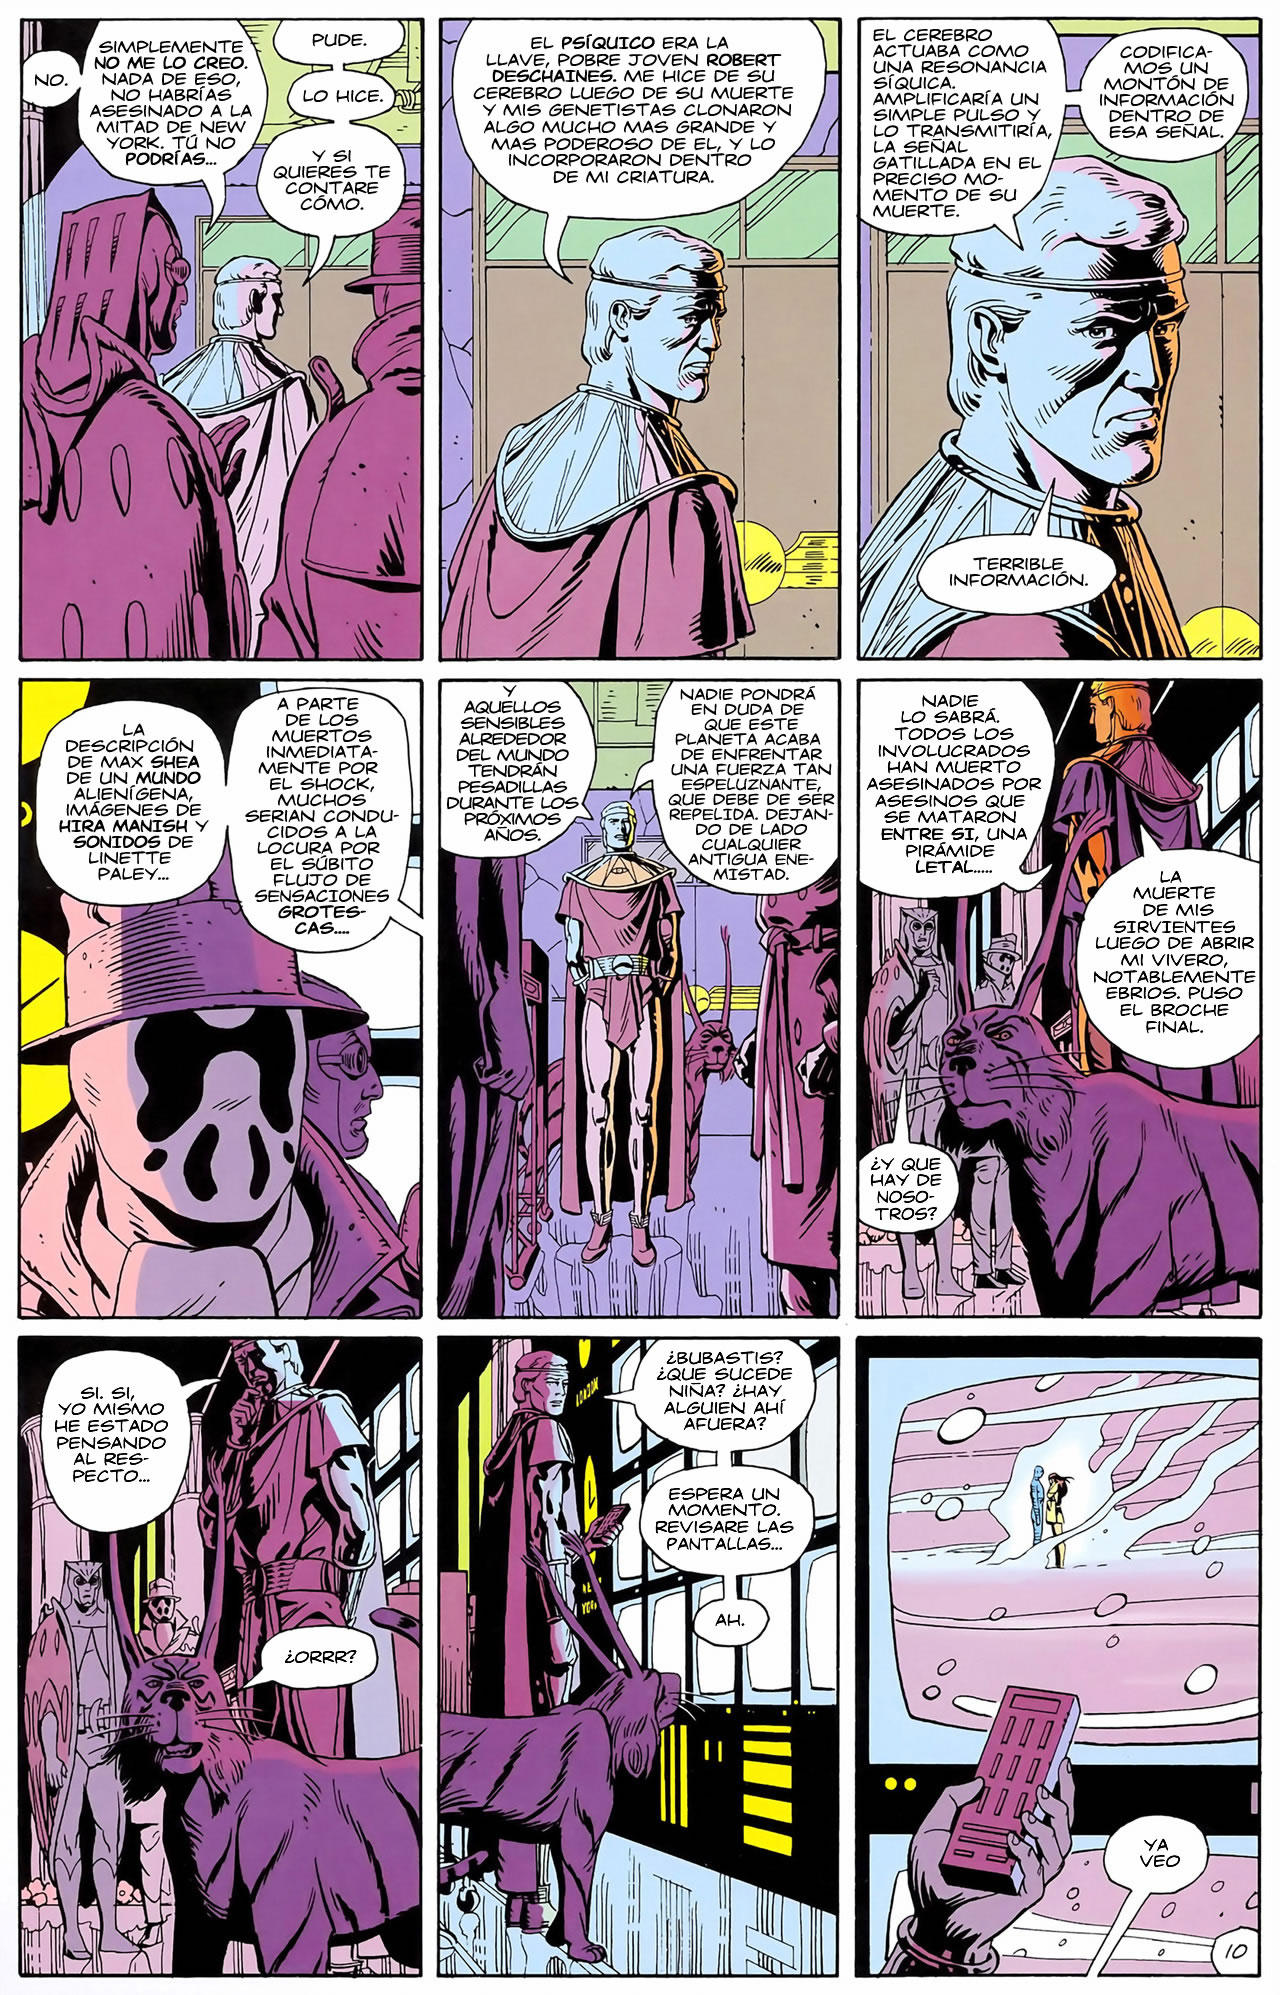 NO.
SIMPLEMENTE
NO ME LO CREO.
NADA DE ESO,
NO HABRÍAS
ASESINADO A LA
MITAD DE NEW
YORK. TÚ NO
PODRÍAS...
PUDE.
LO HICE.
Y SI
QUIERES TE
CONTARE
CÓMO.
EL PSÍQUICO ERA LA
LLAVE, POBRE JOVEN ROBERT
DESCHAINES. ME HICE DE SU
CEREBRO LUEGO DE SU MUERTE
Y MIS GENETISTAS CLONARON
ALGO MUCHO MAS GRANDE Y
MAS PODEROSO DE EL, Y LO
INCORPORARON DENTRO
DE MI CRIATURA.
EL CEREBRO
ACTUABA COMO
UNA RESONANCIA
SÍQUICA.
AMPLIFICARÍA UN
SIMPLE PULSO Y
LO TRANSMITIRÍA,
LA SEÑAL
GATILLADA EN EL
PRECISO MO-
MENTO DE SU
MUERTE.
CODIFICA-
MOS UN
MONTÓN DE
INFORMACIÓN
DENTRO DE
ESA SEÑAL.
TERRIBLE
INFORMACIÓN.
LA
DESCRIPCIÓN
DE MAX SHEA
DE UN MUNDO
ALIENÍGENA,
IMÁGENES DE
HIRA MANISH Y
SONIDOS DE
LINETTE
PALEY...
A PARTE
DE LOS
MUERTOS
INMEDIATA-
MENTE POR
EL SHOCK,
MUCHOS
SERIAN CONDU-
CIDOS A LA
LOCURA POR
EL SÚBITO
FLUJO DE
SENSACIONES
GROTES-
CAS....
Y
AQUELLOS
SENSIBLES
ALREDEDOR
DEL MUNDO
TENDRÁN
PESADILLAS
DURANTE LOS
PRÓXIMOS
AÑOS.
NADIE PONDRÁ
EN DUDA DE
QUE ESTE
PLANETA ACABA
DE ENFRENTAR
UNA FUERZA TAN
ESPELUZNANTE,
QUE DEBE DE SER
REPELIDA. DEJAN-
DO DE LADO
CUALQUIER
ANTIGUA ENE-
MISTAD.
NADIE
LO SABRÁ.
TODOS LOS
INVOLUCRADOS
HAN MUERTO
ASESINADOS POR
ASESINOS QUE
SE MATARON
ENTRE SI, UNA
PIRÁMIDE
LETAL.....
LA
MUERTE
DE MIS
SIRVIENTES
LUEGO DE ABRIR
MI VIVERO,
NOTABLEMENTE
EBRIOS. PUSO
EL BROCHE
FINAL.
¿Y QUE
HAY DE
NOSO-
TROS?
SI. SI,
YO MISMO
HE ESTADO
PENSANDO
AL RES-
PECTO...
¿ORRR?
¿BUBASTIS?
¿QUE SUCEDE
NIÑA? ¿HAY
ALGUIEN AHÍ
AFUERA?
ESPERA UN
MOMENTO.
REVISARE LAS
PANTALLAS...
AH.
LONDON
NEW
YORK
YA
VEO
10